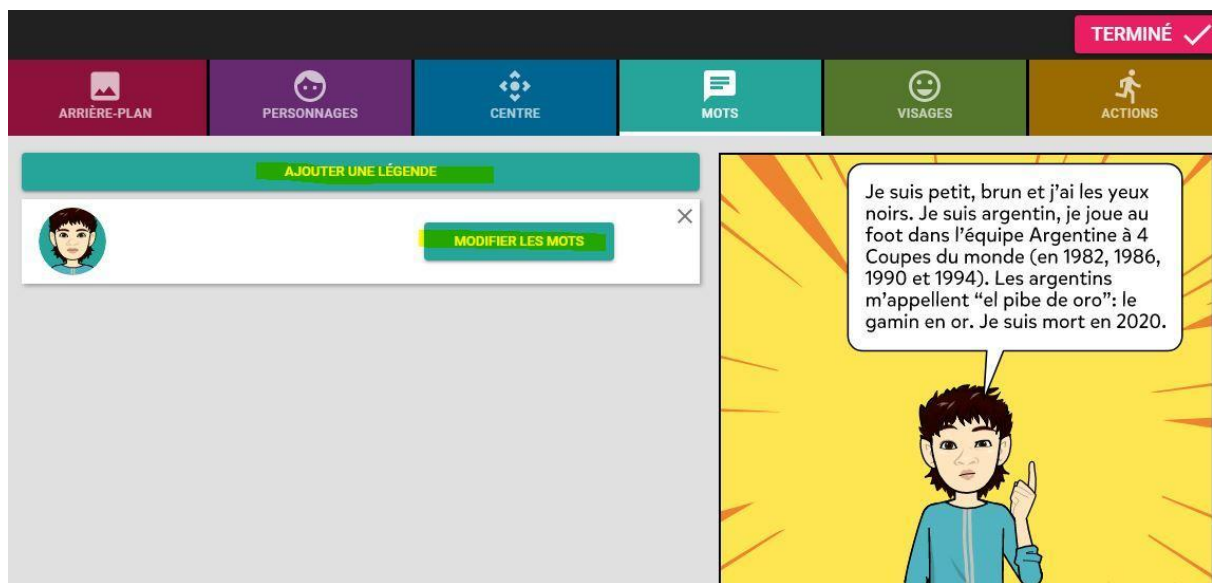 TERMINÉ
ARRIÈRE-PLAN
PERSONNAGES
CENTRE
MOTS
VISAGES
ACTIONS
AJOUTER UNE LÉGENDE
MODIFIER LES MOTS
Je suis petit, brun et j'ai les yeux
noirs. Je suis argentin, je joue au
foot dans l'équipe Argentine à 4
Coupes du monde (en 1982, 1986,
1990 et 1994). Les argentins
m'appellent “el pibe de oro”: le
gamin en or. Je suis mort en 2020.